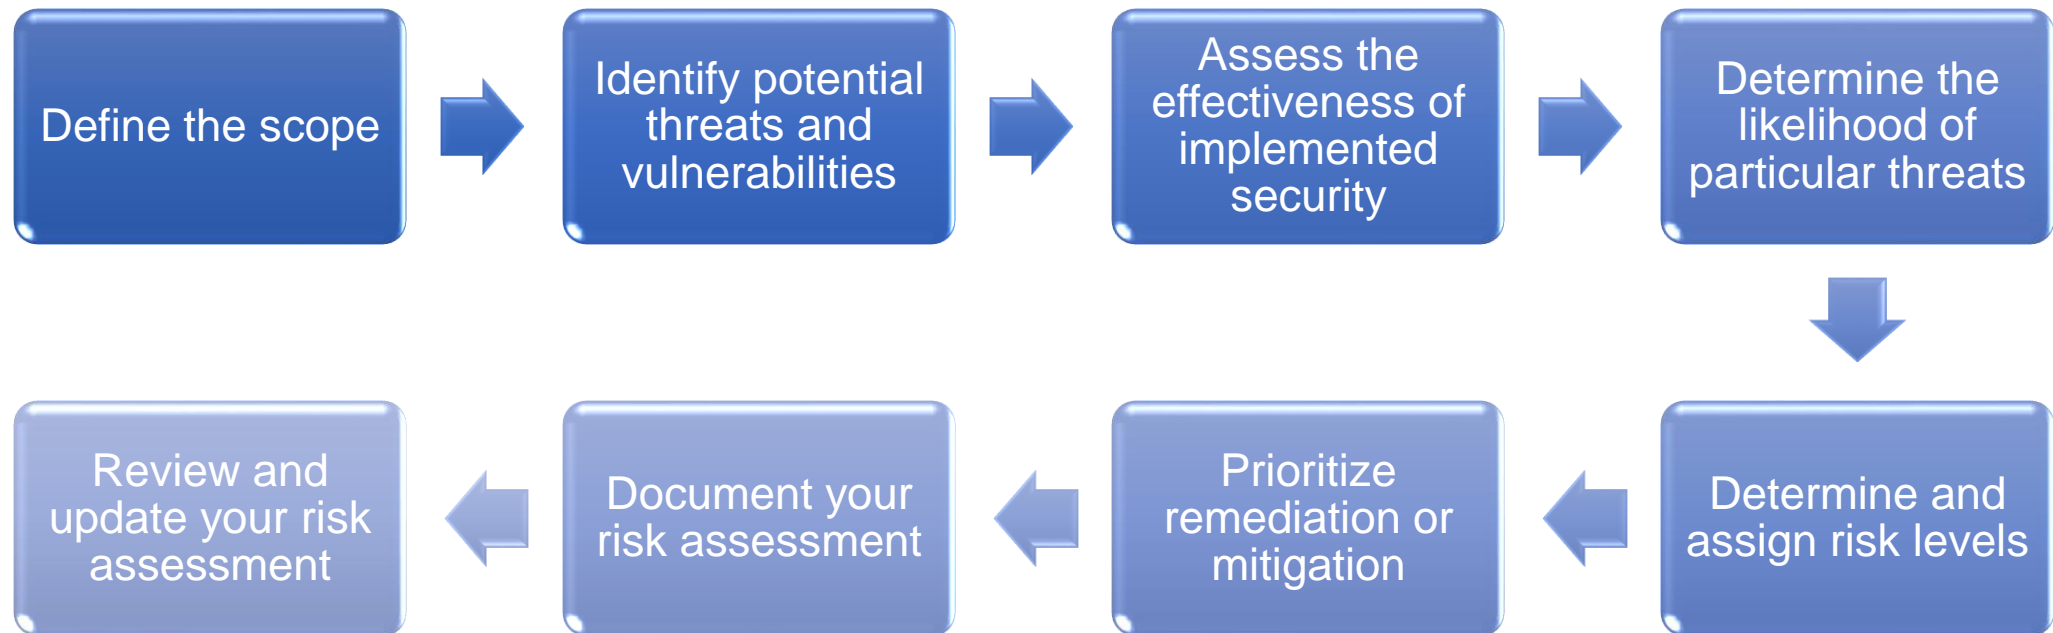 Define the scope
Identify potential
threats and
vulnerabilities
Assess the
effectiveness of
implemented
security
Determine the
likelihood of
particular threats
Determine and
assign risk levels
Prioritize
remediation or
mitigation
Document your
risk assessment
Review and
update your risk
assessment